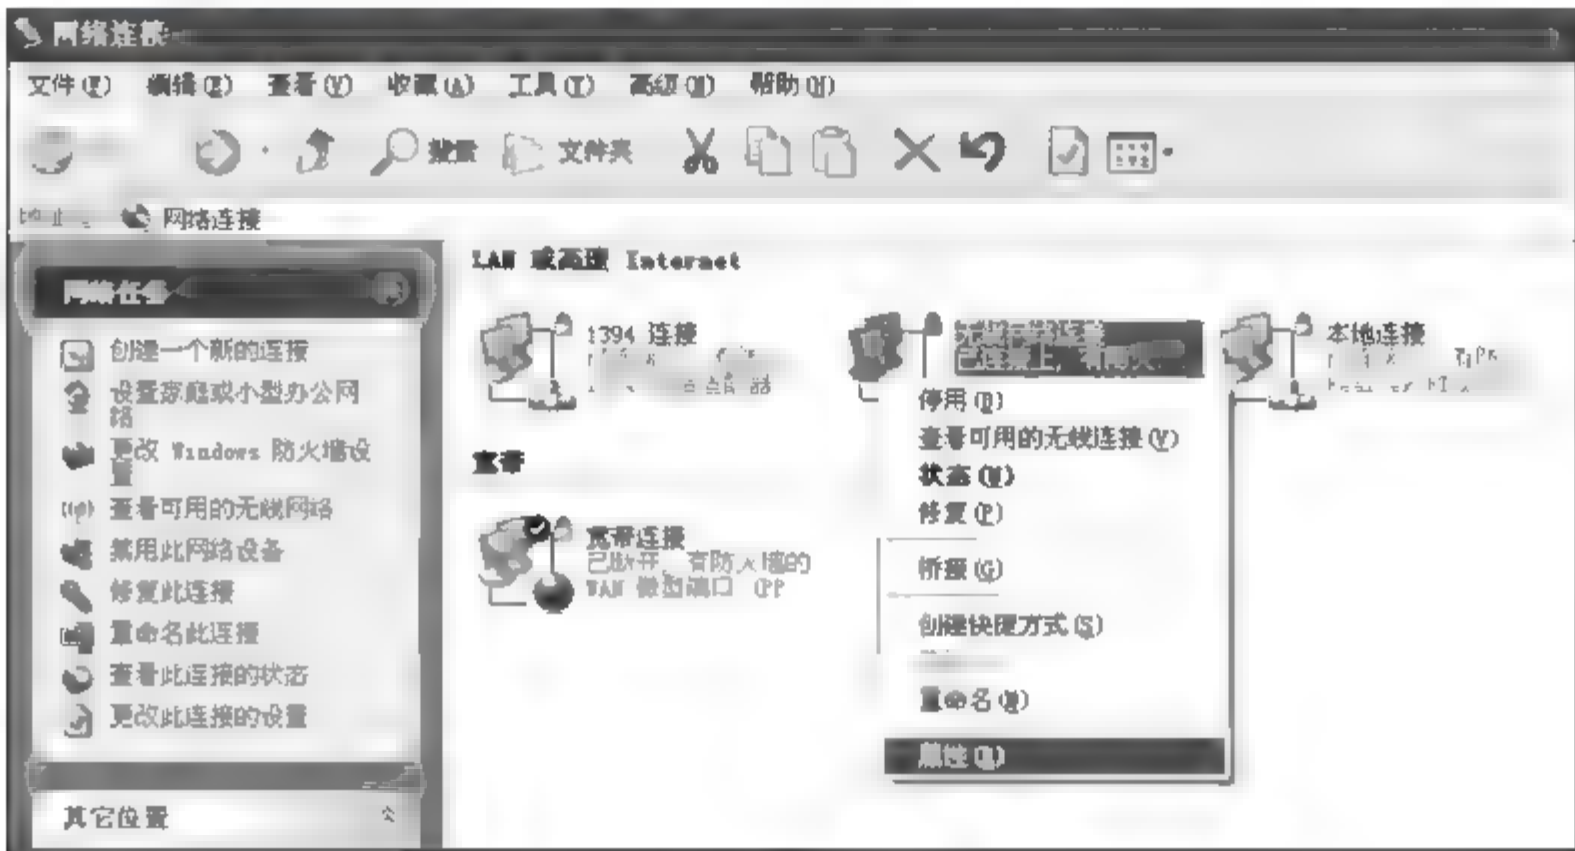 网络连接
文件(F) 编辑(E) 查看(V) 收藏(A) 工具(T) 高级(N) 帮助(H)
搜索 文件夹
网络连接
网络任务
创建一个新的连接
设置家庭或小型办公网
络
更改 Windows 防火墙设
置
查看可用的无线网络
禁用此网络设备
修复此连接
重命名此连接
查看此连接的状态
更改此连接的设置
其它位置
LAN 或高速 Internet
1394 连接
已连接上,有防火
本地连接
宽带
宽带连接
已断开,有防火墙的
WAN 微型端口 (PP
停用(B)
查看可用的无线连接(V)
状态(U)
修复(P)
桥接(G)
创建快捷方式(S)
重命名(M)
属性(R)